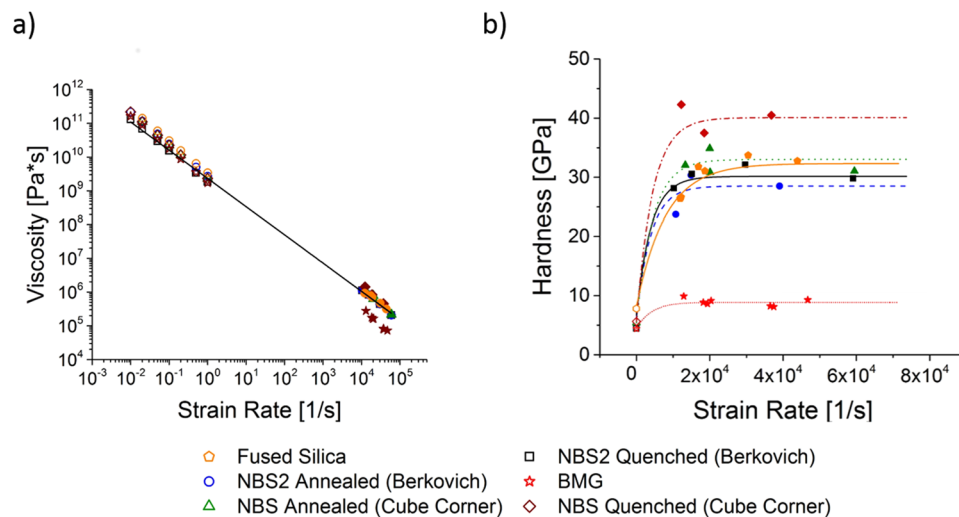 a)
b)
Viscosity [Pa*s]
10^12
10^11
10^10
10^9
10^8
10^7
10^6
10^5
10^4
10^-3 10^-2 10^-1 10^0 10^1 10^2 10^3 10^4 10^5
Strain Rate [1/s]
Hardness [GPa]
50
40
30
20
10
0
0 2x10^4 4x10^4 6x10^4 8x10^4
Strain Rate [1/s]
Fused Silica
NBS2 Annealed (Berkovich)
NBS Annealed (Cube Corner)
NBS2 Quenched (Berkovich)
BMG
NBS Quenched (Cube Corner)